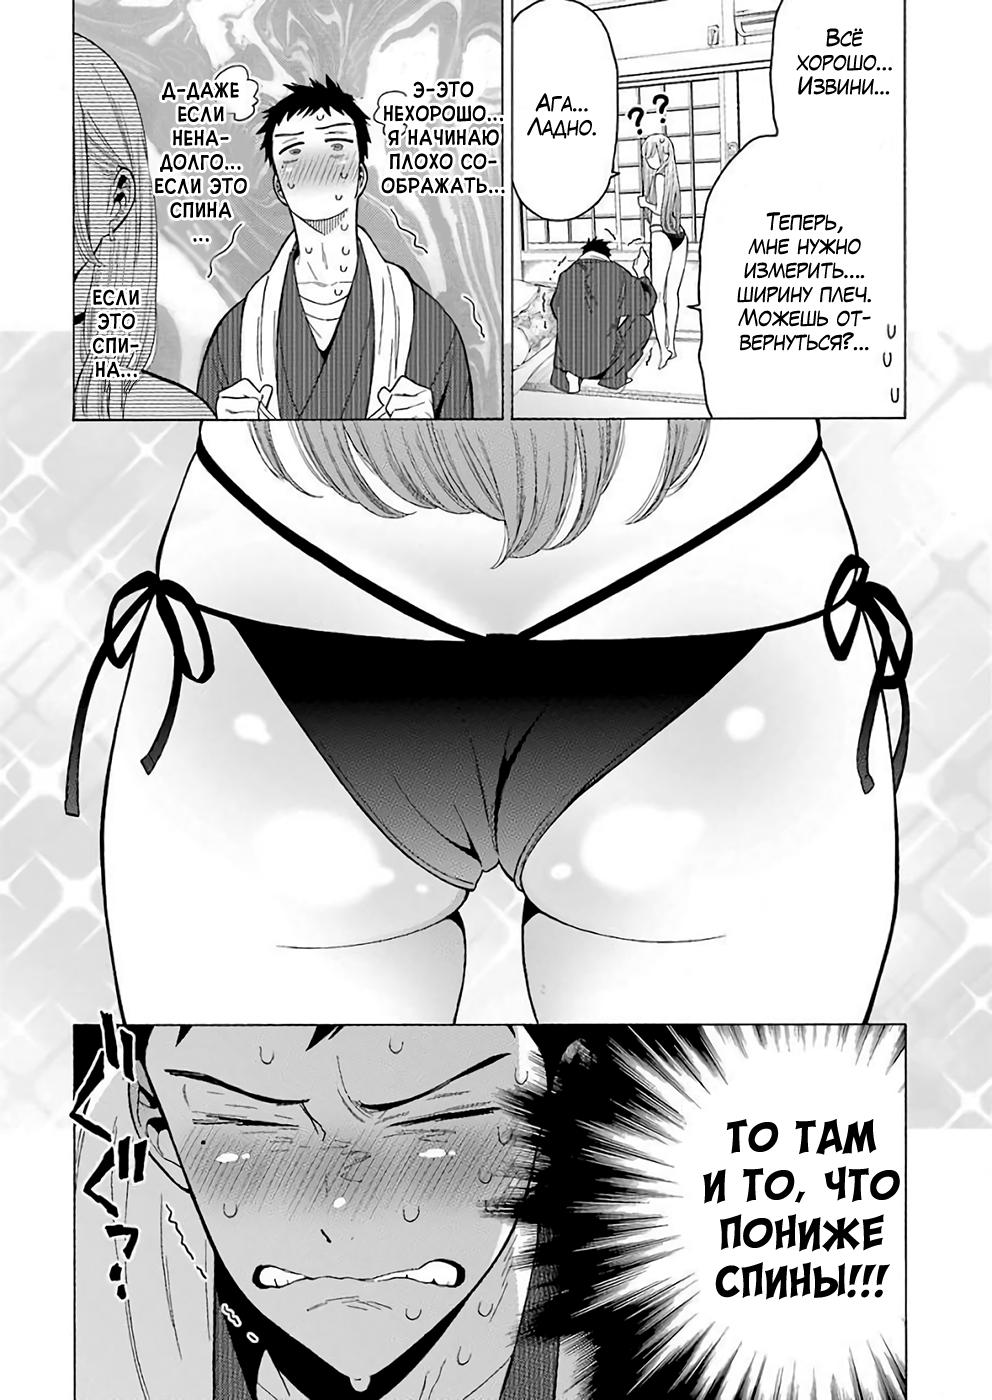 ВСЁ
ХОРОШО...
ИЗВИНИ...
ТЕПЕРЬ,
МНЕ НУЖНО
ИЗМЕРИТЬ....
ШИРИНУ ПЛЕЧ.
МОЖЕШЬ ОТ-
ВЕРНУТЬСЯ?...
? ?
АГА...
ЛАДНО.
Э-ЭТО
НЕХОРОШО...
Я НАЧИНАЮ
ПЛОХО СО-
ОБРАЖАТЬ...
Д-ДАЖЕ
ЕСЛИ
НЕНА-
ДОЛГО...
ЕСЛИ ЭТО
СПИНА
...
ЕСЛИ
ЭТО
СПИ-
НА...
ТО ТАМ
И ТО, ЧТО
ПОНИЖЕ
СПИНЫ!!!